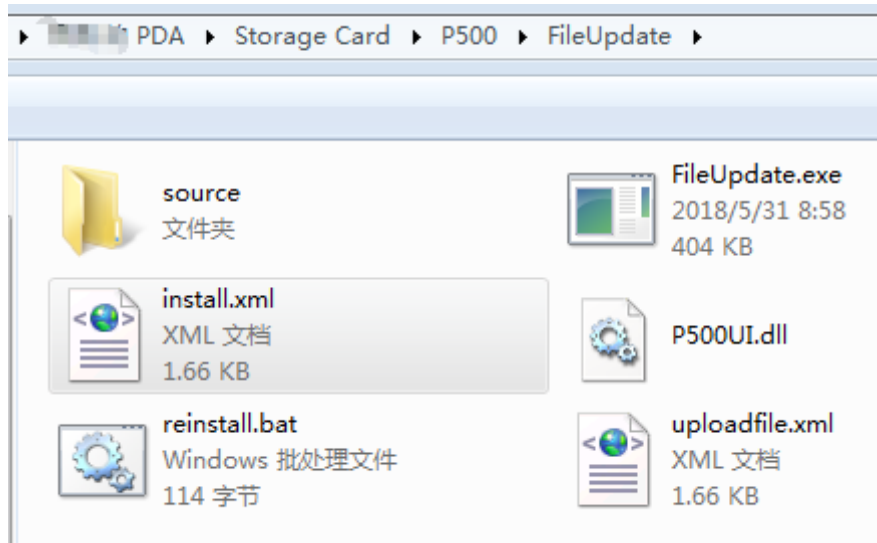 PDA ▸ Storage Card ▸ P500 ▸ FileUpdate ▸
source
文件夹
FileUpdate.exe
2018/5/31 8:58
404 KB
install.xml
XML 文档
1.66 KB
P500UI.dll
reinstall.bat
Windows 批处理文件
114 字节
uploadfile.xml
XML 文档
1.66 KB